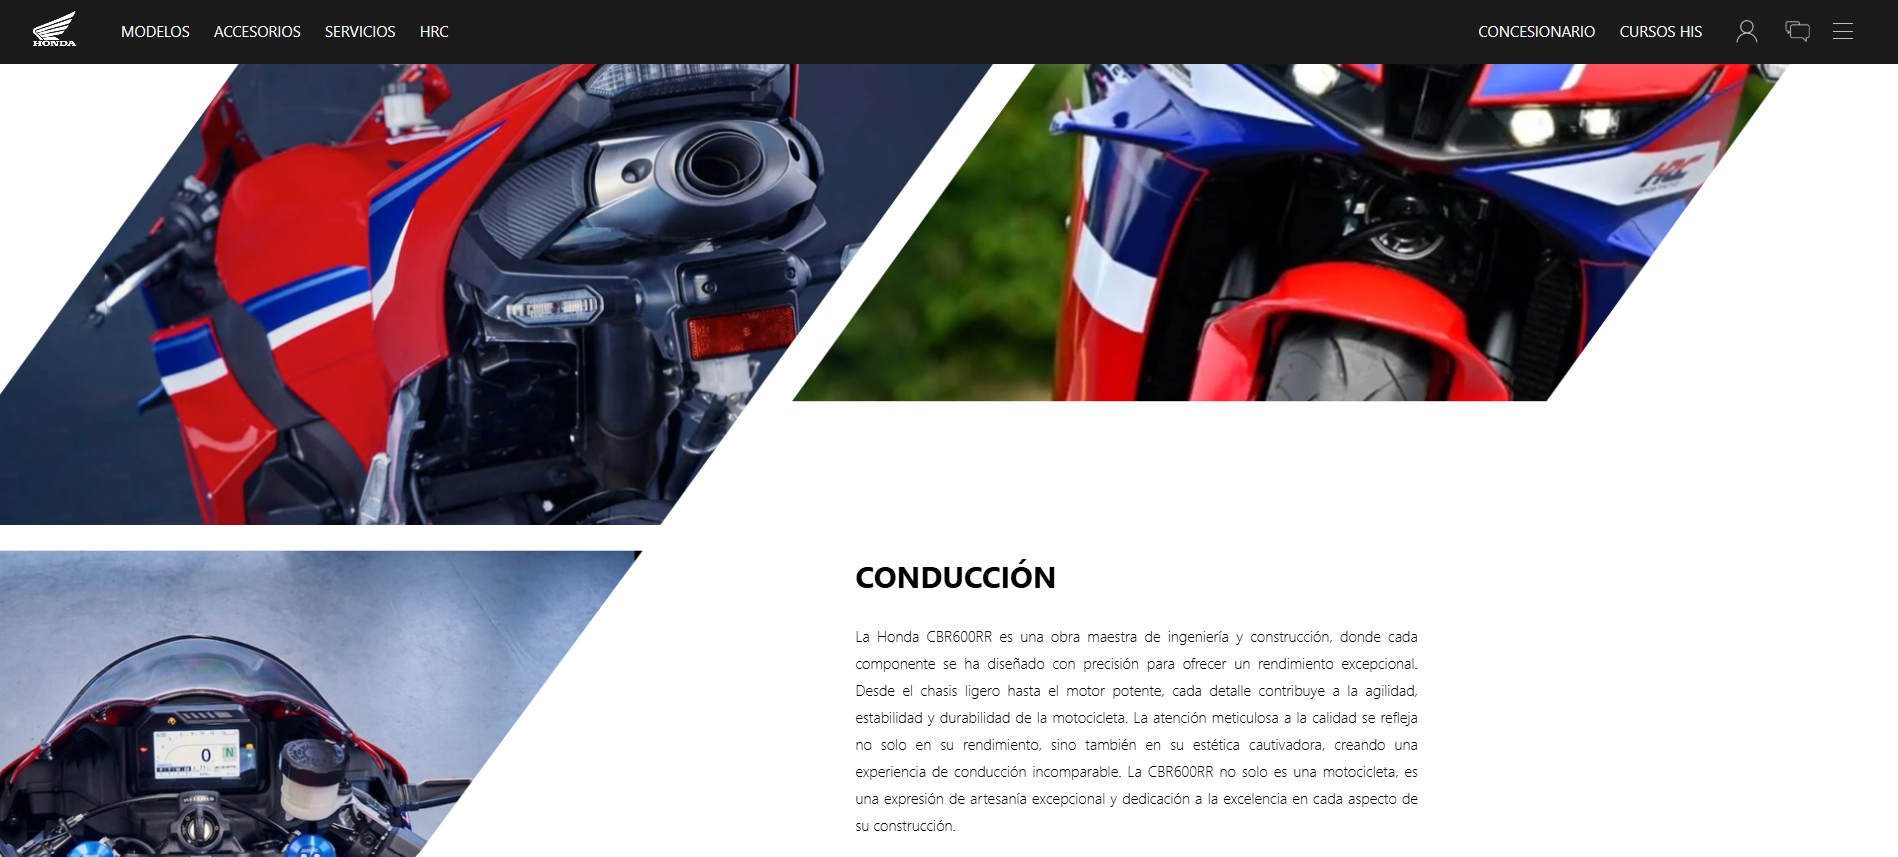 HONDA
MODELOS
ACCESORIOS
SERVICIOS
HRC
CONCESIONARIO
CURSOS HIS
HRC
0
N
CONDUCCIÓN
La Honda CBR600RR es una obra maestra de ingeniería y construcción, donde cada
componente se ha diseñado con precisión para ofrecer un rendimiento excepcional.
Desde el chasis ligero hasta el motor potente, cada detalle contribuye a la agilidad,
estabilidad y durabilidad de la motocicleta. La atención meticulosa a la calidad se refleja
no solo en su rendimiento, sino también en su estética cautivadora, creando una
experiencia de conducción incomparable. La CBR600RR no solo es una motocicleta, es
una expresión de artesanía excepcional y dedicación a la excelencia en cada aspecto de
su construcción.